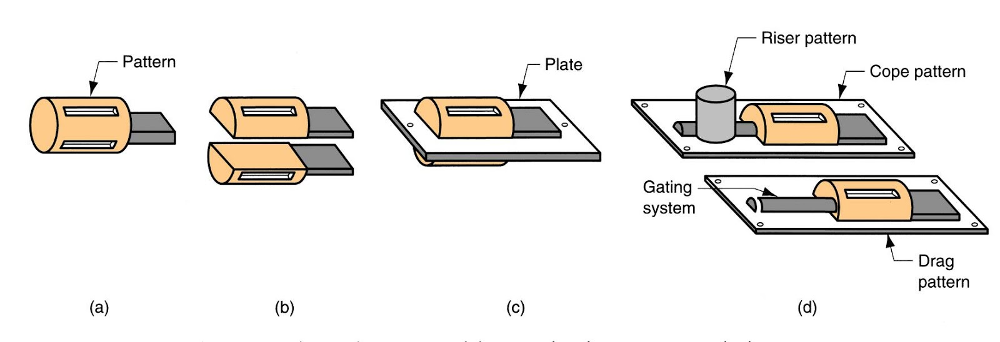 Pattern
Plate
Riser pattern
Cope pattern
Gating
system
Drag
pattern
(a)
(b)
(c)
(d)